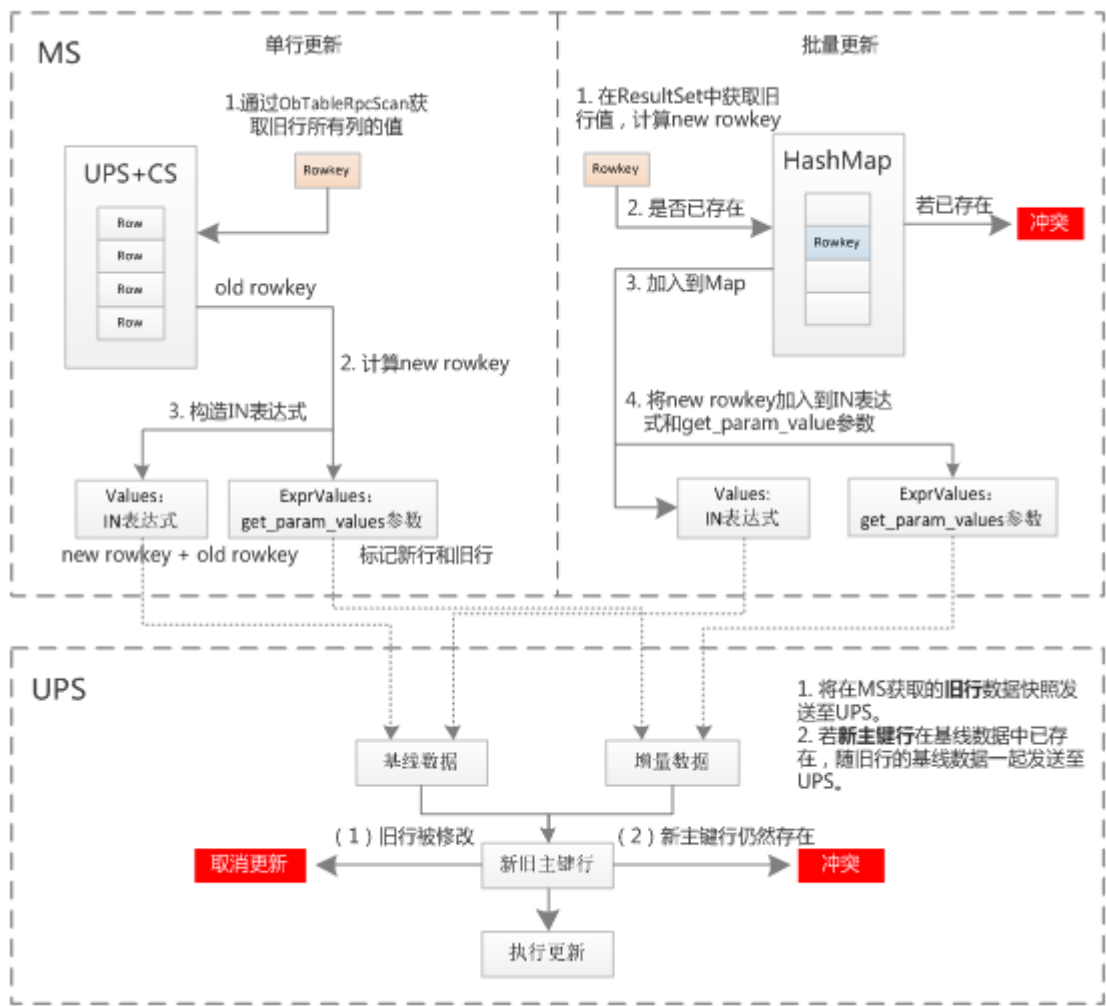 MS
单行更新
1.通过ObTableRpcScan获
取旧行所有列的值
Rowkey
UPS+CS
Row
Row
Row
Row
old rowkey
2. 计算new rowkey
3. 构造IN表达式
Values：
IN表达式
ExprValues：
get_param_values参数
new rowkey + old rowkey
标记新行和旧行
批量更新
1. 在ResultSet中获取旧
行值，计算new rowkey
Rowkey
2. 是否已存在
HashMap
Rowkey
若已存在
冲突
3. 加入到Map
4. 将new rowkey加入到IN表达
式和get_param_value参数
Values:
IN表达式
ExprValues：
get_param_values参数
UPS
1. 将在MS获取的旧行数据快照发
送至UPS。
2. 若新主键行在基线数据中已存
在，随旧行的基线数据一起发送至
UPS。
基线数据
增量数据
（1）旧行被修改
（2）新主键行仍然存在
取消更新
新旧主键行
冲突
执行更新